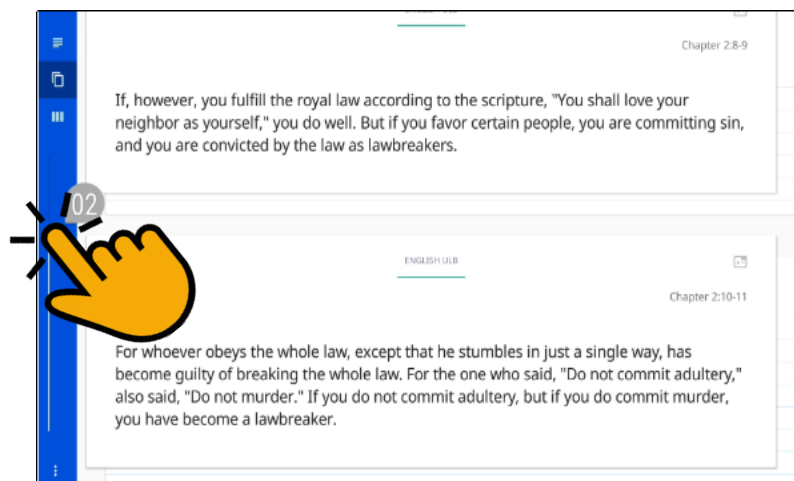 Chapter 2:8-9
If, however, you fulfill the royal law according to the scripture, "You shall love your
neighbor as yourself," you do well. But if you favor certain people, you are committing sin,
and you are convicted by the law as lawbreakers.
02
ENGLISH ULB
Chapter 2:10-11
For whoever obeys the whole law, except that he stumbles in just a single way, has
become guilty of breaking the whole law. For the one who said, "Do not commit adultery,"
also said, "Do not murder." If you do not commit adultery, but if you do commit murder,
you have become a lawbreaker.